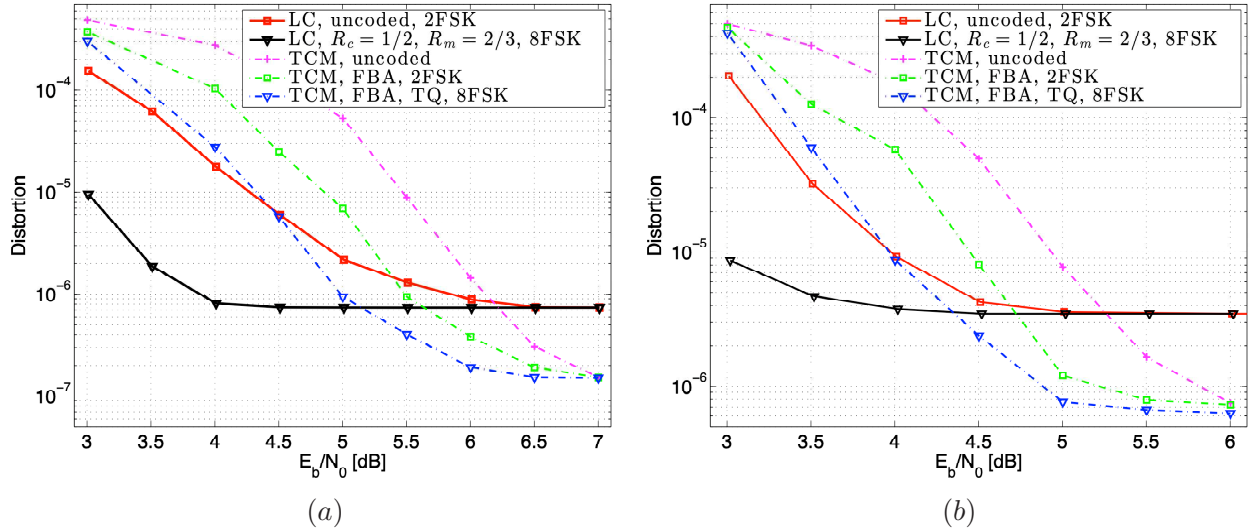 LC, uncoded, 2FSK
LC, R_c = 1/2, R_m = 2/3, 8FSK
TCM, uncoded
TCM, FBA, 2FSK
TCM, FBA, TQ, 8FSK
10^-4
10^-5
10^-6
10^-7
Distortion
3 3.5 4 4.5 5 5.5 6 6.5 7
E_b/N_0 [dB]
(a)
LC, uncoded, 2FSK
LC, R_c = 1/2, R_m = 2/3, 8FSK
TCM, uncoded
TCM, FBA, 2FSK
TCM, FBA, TQ, 8FSK
10^-4
10^-5
10^-6
Distortion
3 3.5 4 4.5 5 5.5 6
E_b/N_0 [dB]
(b)